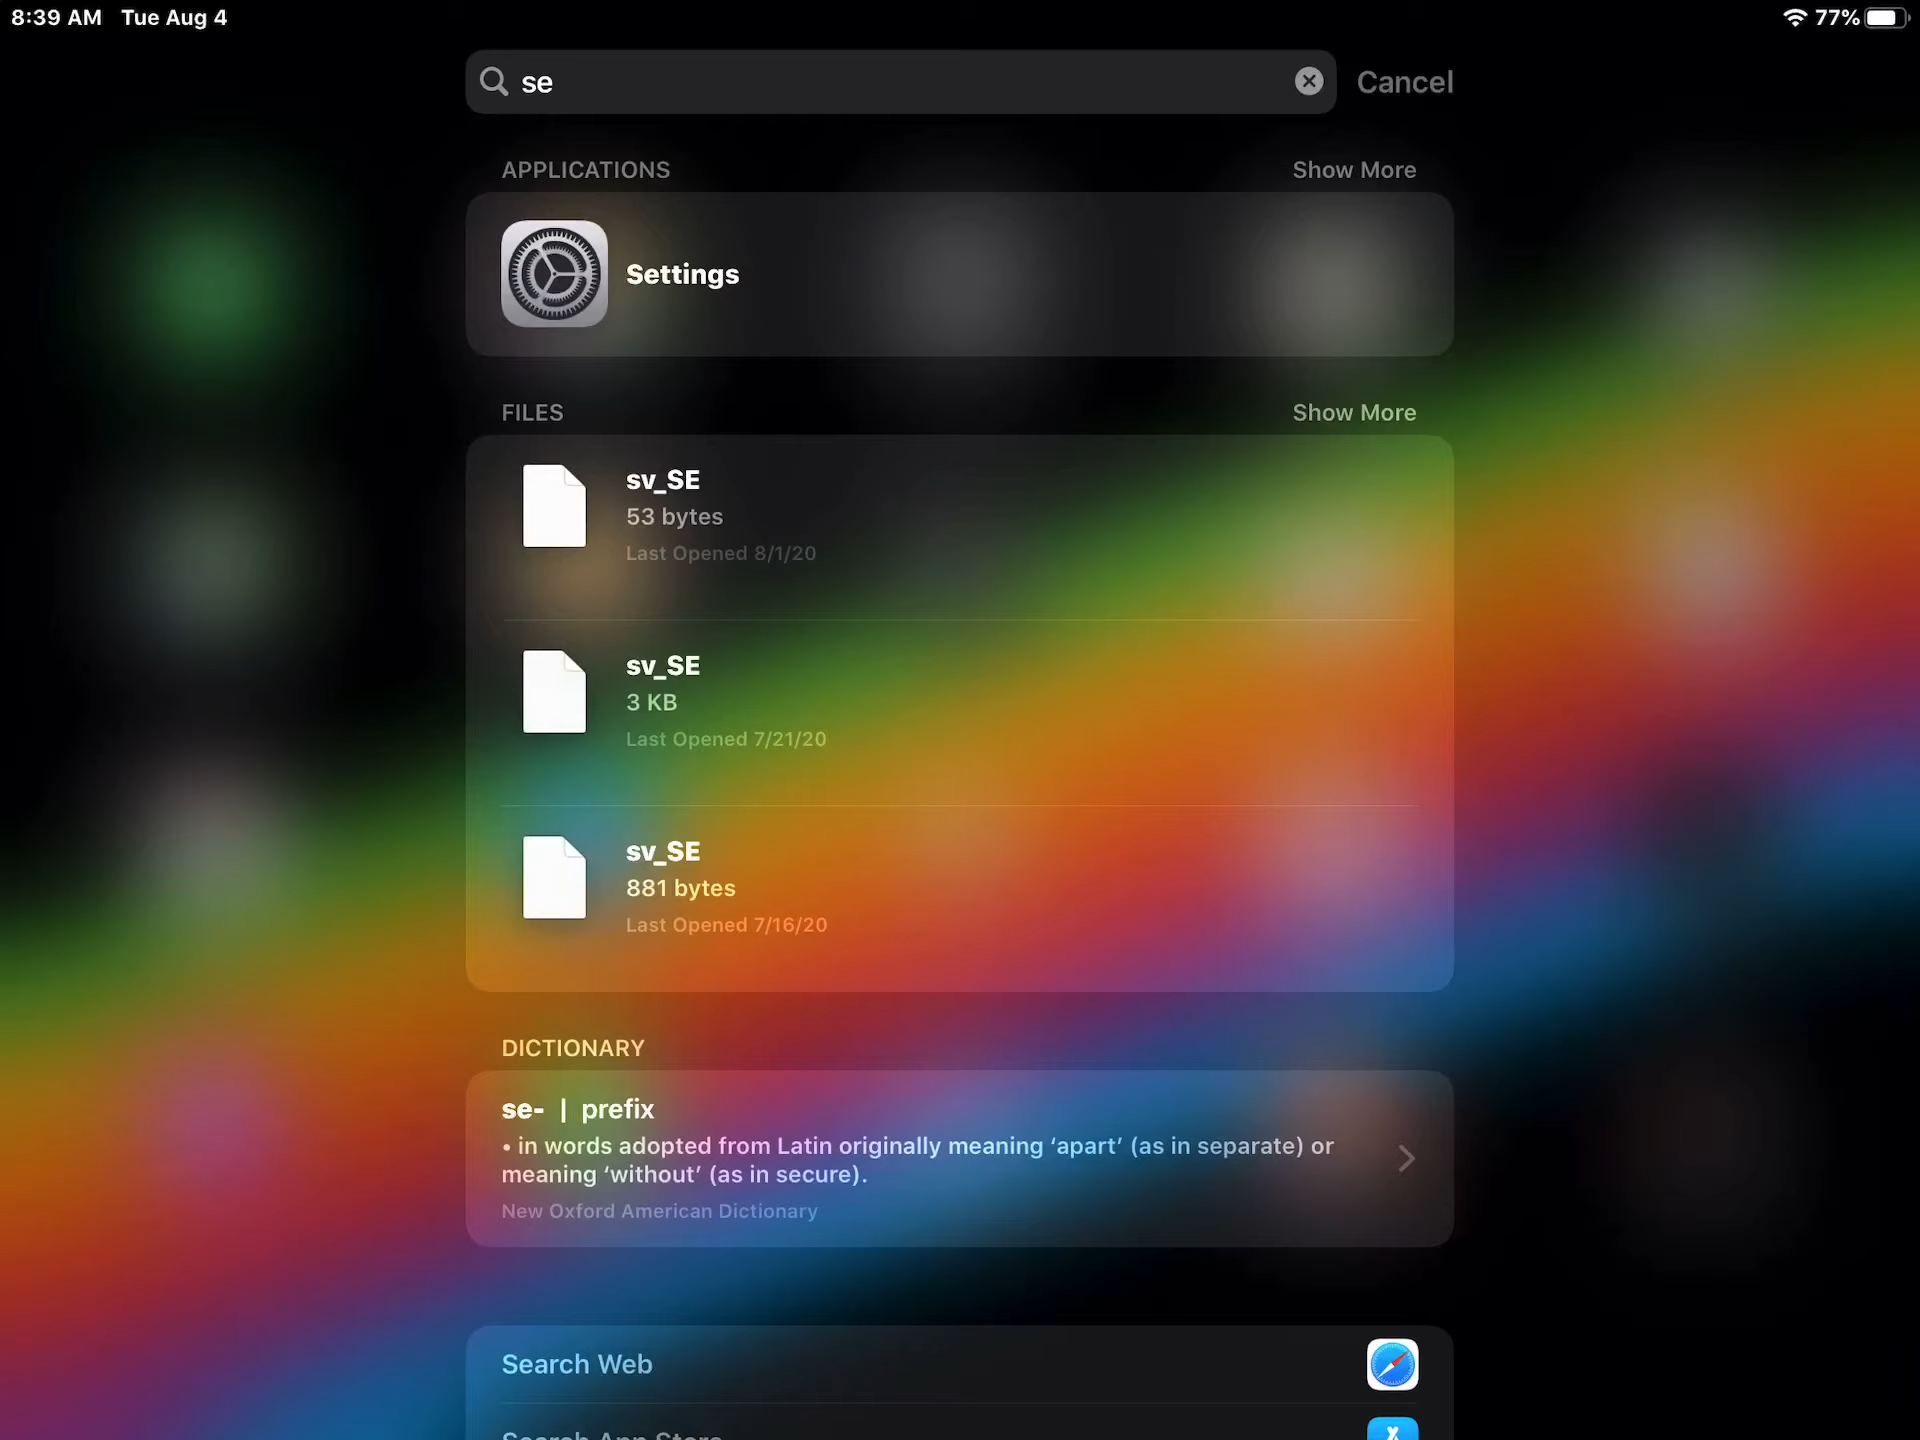 8:39 AM Tue Aug 4 77%
se Cancel
APPLICATIONS Show More
Settings
FILES Show More
sv_SE
53 bytes
Last Opened 8/1/20
sv_SE
3 KB
Last Opened 7/21/20
sv_SE
881 bytes
Last Opened 7/16/20
DICTIONARY
se- | prefix
• in words adopted from Latin originally meaning ‘apart’ (as in separate) or
meaning ‘without’ (as in secure).
New Oxford American Dictionary
Search Web
Search App Store